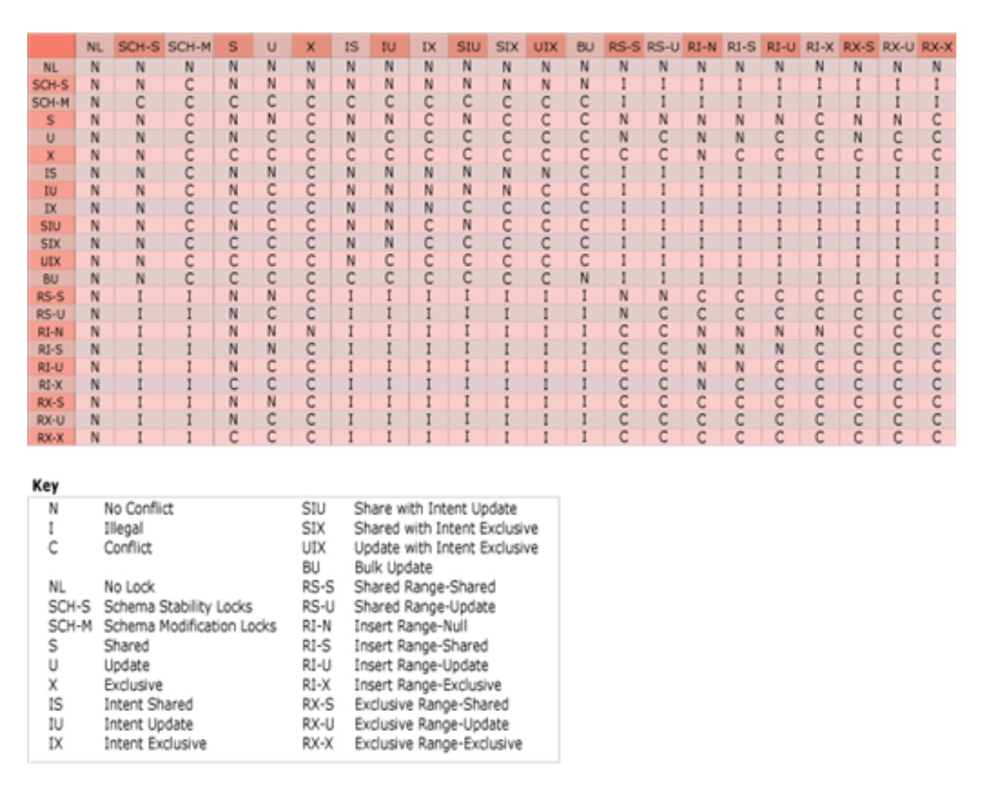 NL SCH-S SCH-M S U X IS IU IX SIU SIX UIX BU RS-S RS-U RI-N RI-S RI-U RI-X RX-S RX-U RX-X
NL N N N N N N N N N N N N N N N N N N N N N N
SCH-S N N C N N N N N N N N N N I I I I I I I I I
SCH-M N C C C C C C C C C C C C I I I I I I I I I
S N N C N N C N N C N C C C N N N N N C N N C
U N N C N C C N C C C C C C N C N N C C N C C
X N N C C C C C C C C C C C C C N C C C C C C
IS N N C N N C N N N N N N C I I I I I I I I I
IU N N C N C C N N N N N C C I I I I I I I I I
IX N N C C C C N N N C C C C I I I I I I I I I
SIU N N C N C C N N C N C C C I I I I I I I I I
SIX N N C C C C N N C C C C C I I I I I I I I I
UIX N N C C C C N C C C C C C I I I I I I I I I
BU N N C C C C C C C C C C N I I I I I I I I I
RS-S N I I N N C I I I I I I I N N C C C C C C C
RS-U N I I N C C I I I I I I I N C C C C C C C C
RI-N N I I N N N I I I I I I I C C N N N N C C C
RI-S N I I N N C I I I I I I I C C N N N C C C C
RI-U N I I N C C I I I I I I I C C N N C C C C C
RI-X N I I C C C I I I I I I I C C N C C C C C C
RX-S N I I N N C I I I I I I I C C C C C C C C C
RX-U N I I N C C I I I I I I I C C C C C C C C C
RX-X N I I C C C I I I I I I I C C C C C C C C C
Key
N No Conflict SIU Share with Intent Update
I Illegal SIX Shared with Intent Exclusive
C Conflict UIX Update with Intent Exclusive
BU Bulk Update
NL No Lock RS-S Shared Range-Shared
SCH-S Schema Stability Locks RS-U Shared Range-Update
SCH-M Schema Modification Locks RI-N Insert Range-Null
S Shared RI-S Insert Range-Shared
U Update RI-U Insert Range-Update
X Exclusive RI-X Insert Range-Exclusive
IS Intent Shared RX-S Exclusive Range-Shared
IU Intent Update RX-U Exclusive Range-Update
IX Intent Exclusive RX-X Exclusive Range-Exclusive